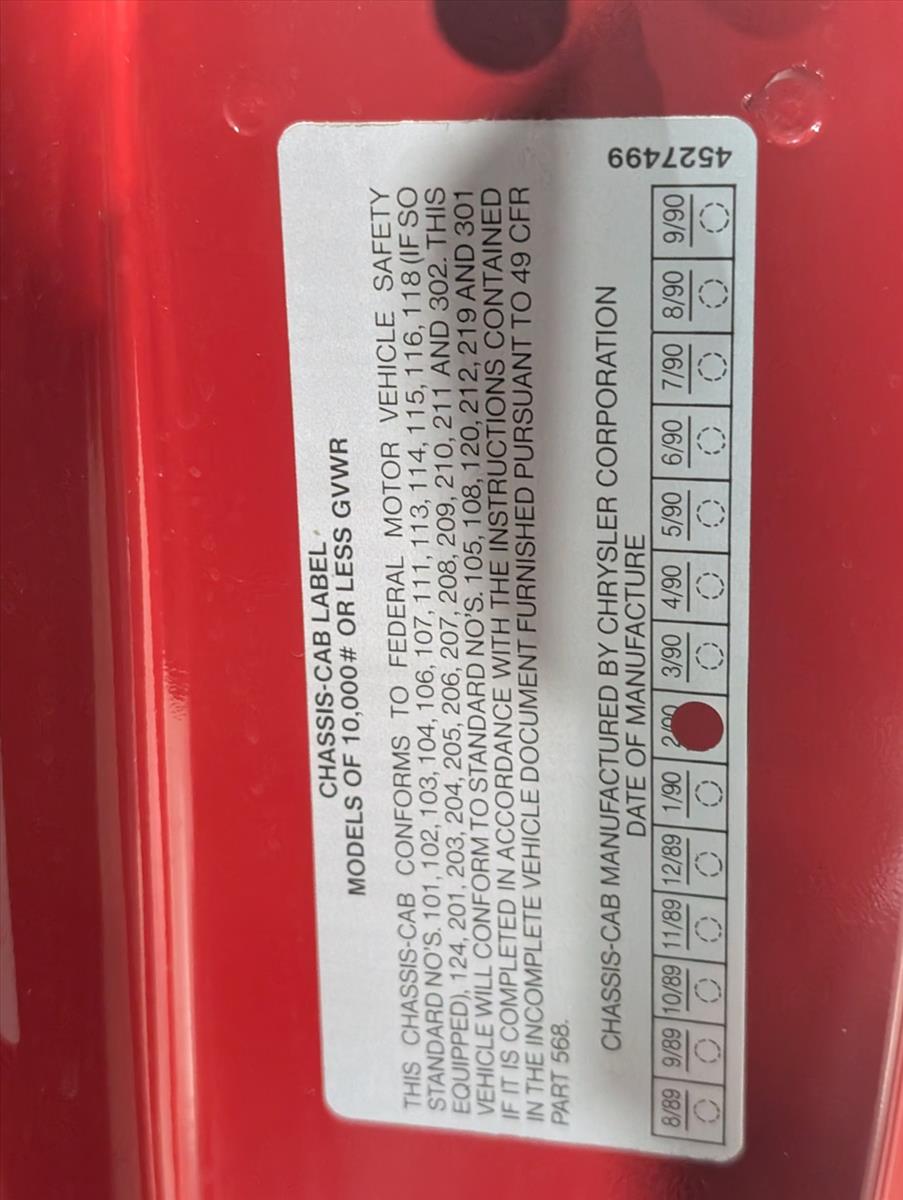 CHASSIS-CAB LABEL
MODELS OF 10,000# OR LESS GVWR
THIS CHASSIS-CAB CONFORMS TO FEDERAL MOTOR VEHICLE SAFETY
STANDARD NO'S. 101, 102, 103, 104, 106, 107, 111, 113, 114, 115, 116, 118 (IF SO
EQUIPPED), 124, 201, 203, 204, 205, 206, 207, 208, 209, 210, 211 AND 302. THIS
VEHICLE WILL CONFORM TO STANDARD NO'S. 105, 108, 120, 212, 219 AND 301
IF IT IS COMPLETED IN ACCORDANCE WITH THE INSTRUCTIONS CONTAINED
IN THE INCOMPLETE VEHICLE DOCUMENT FURNISHED PURSUANT TO 49 CFR
PART 568.
CHASSIS-CAB MANUFACTURED BY CHRYSLER CORPORATION
DATE OF MANUFACTURE
8/89 9/89 10/89 11/89 12/89 1/90 2/90 3/90 4/90 5/90 6/90 7/90 8/90 9/90
4527499